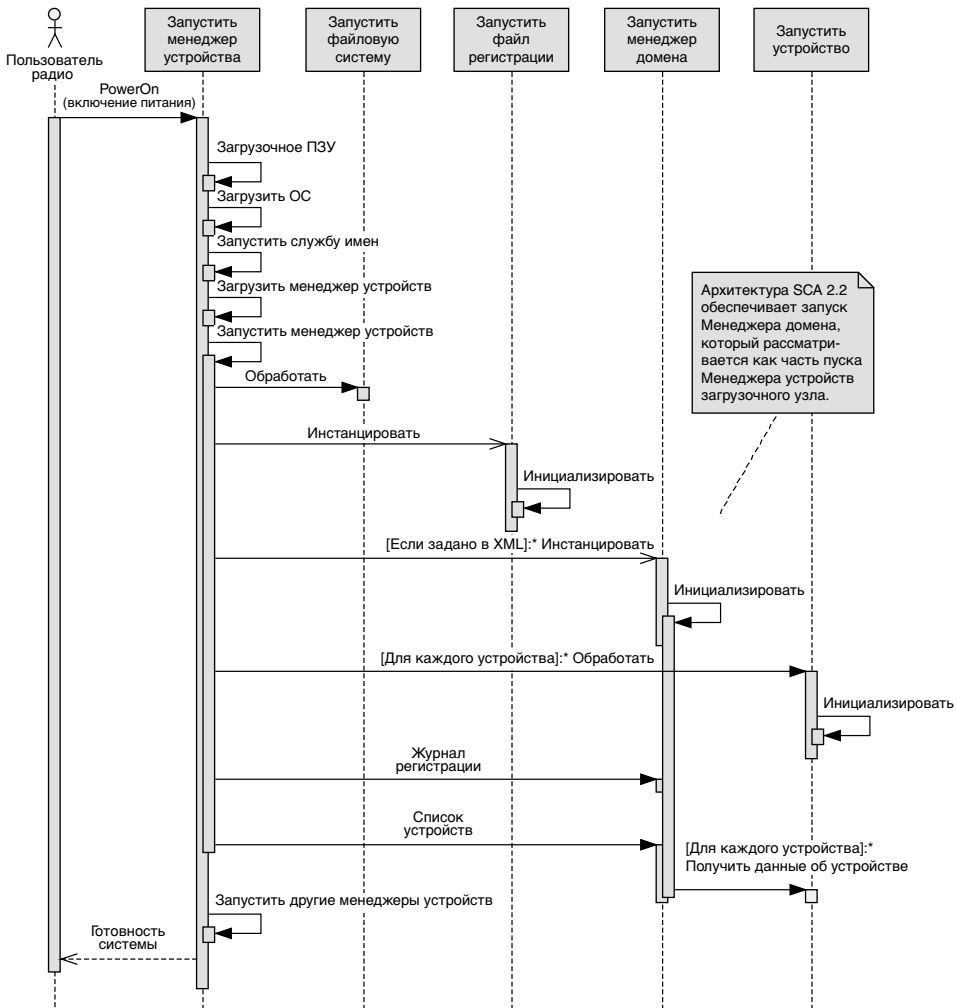 Пользователь
радио
Запустить
менеджер
устройства
Запустить
файловую
систему
Запустить
файл
регистрации
Запустить
менеджер
домена
Запустить
устройство
PowerOn
(включение питания)
Загрузочное ПЗУ
Загрузить ОС
Запустить службу имен
Загрузить менеджер устройств
Запустить менеджер устройств
Обработать
Архитектура SCA 2.2
обеспечивает запуск
Менеджера домена,
который рассматри-
вается как часть пуска
Менеджера устройств
загрузочного узла.
Инстанцировать
Инициализировать
[Если задано в XML]:* Инстанцировать
Инициализировать
[Для каждого устройства]:* Обработать
Инициализировать
Журнал
регистрации
Список
устройств
[Для каждого устройства]:*
Получить данные об устройстве
Запустить другие менеджеры устройств
Готовность
системы